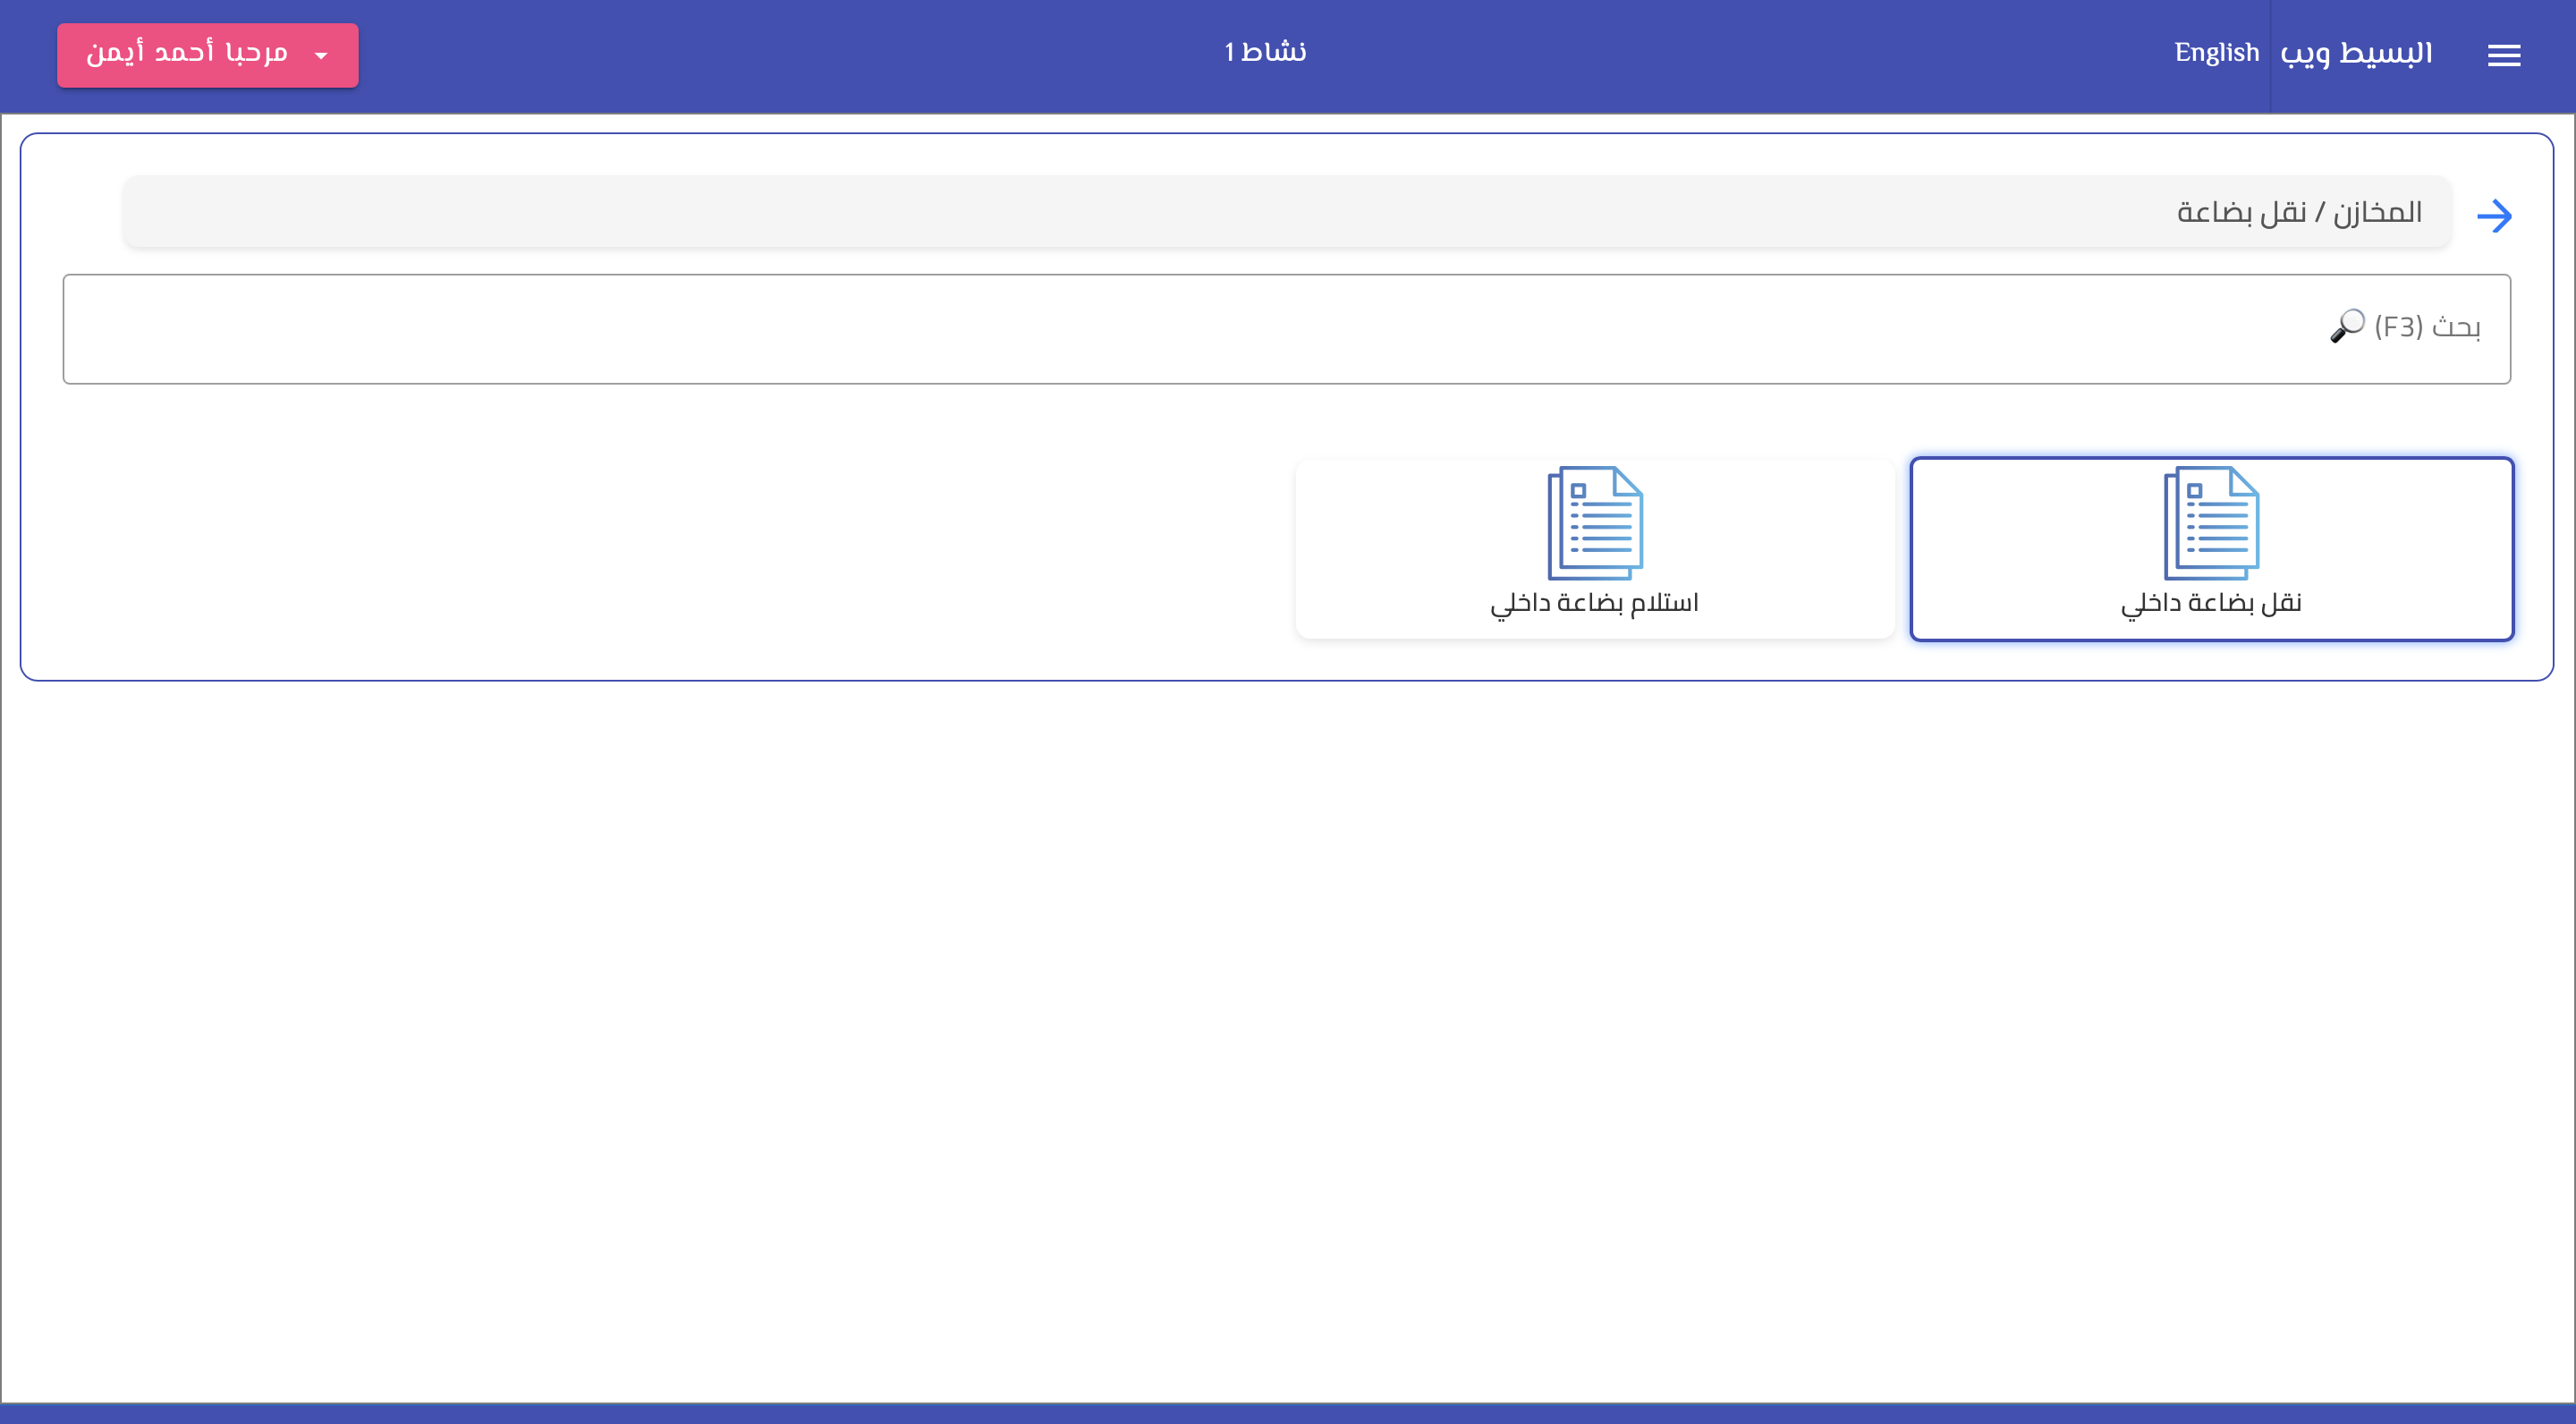 البسيط ويب
English
نشاط 1
مرحبا أحمد أيمن
المخازن / نقل بضاعة
بحث (F3) 🔎
نقل بضاعة داخلي
استلام بضاعة داخلي